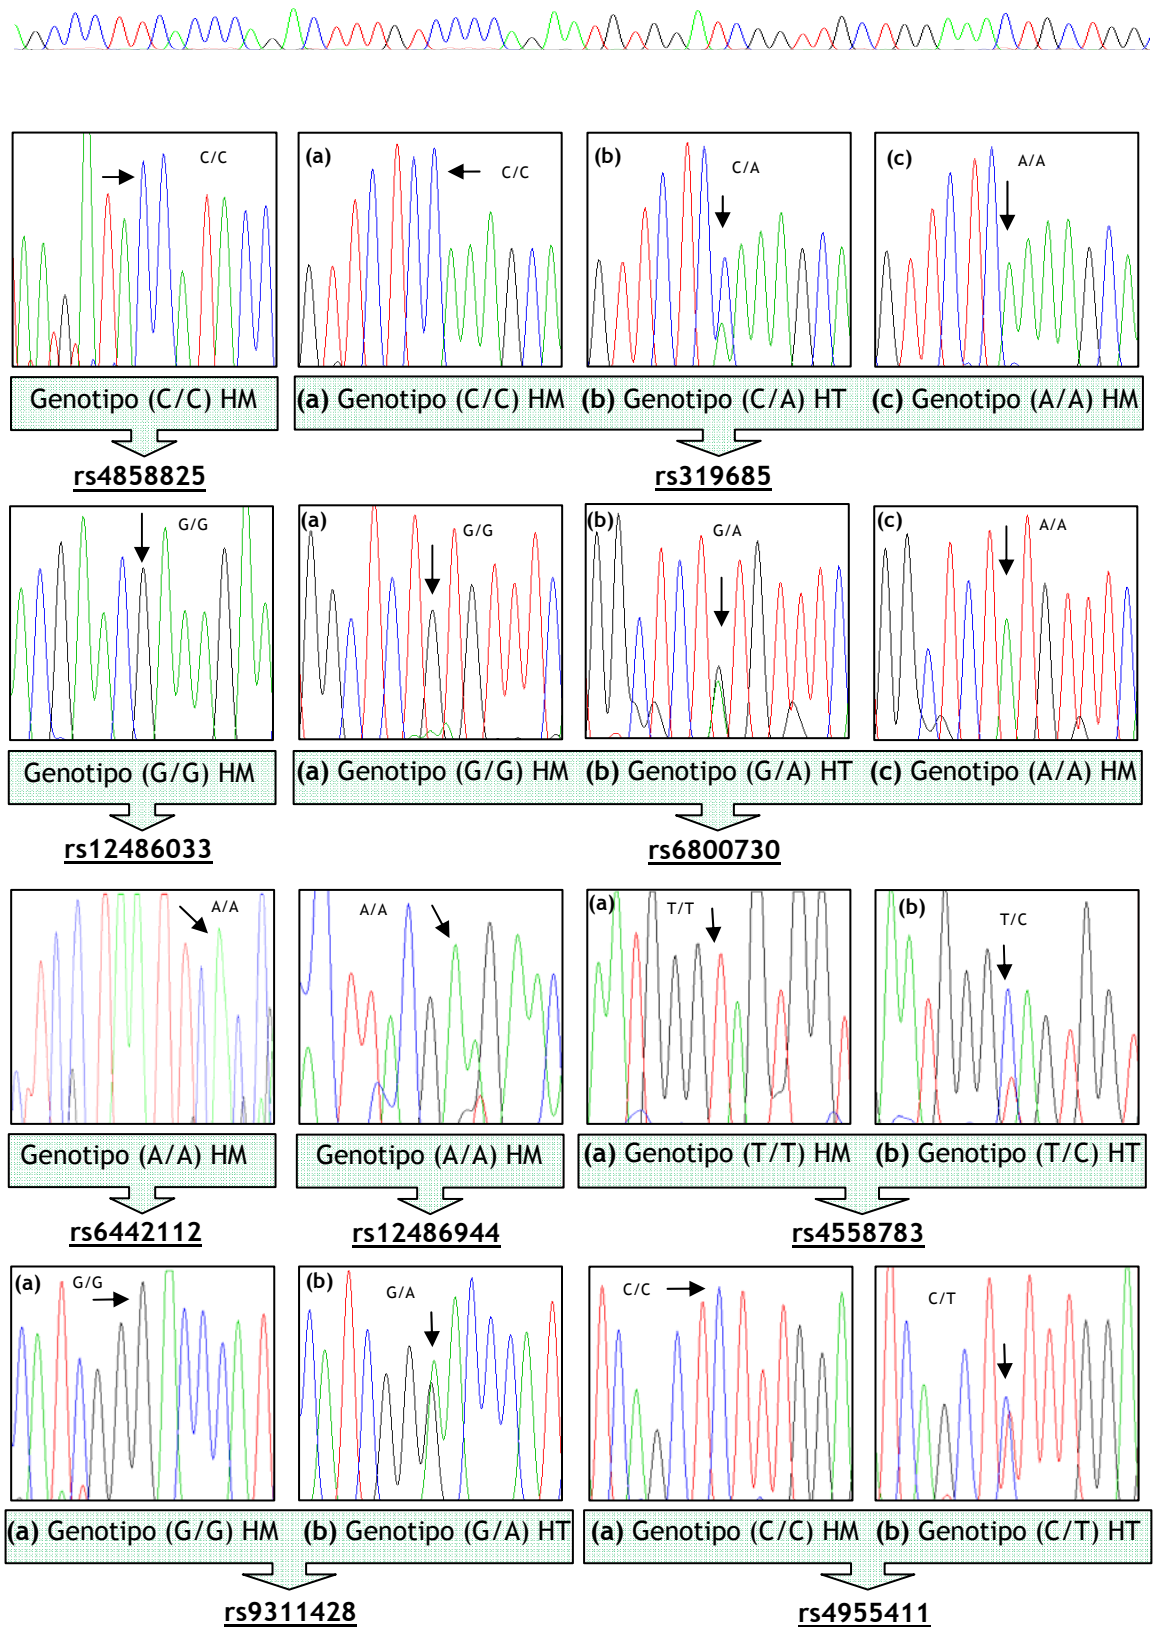 C/C
(a)
C/C
(b)
C/A
(c)
A/A
Genotipo (C/C) HM
(a) Genotipo (C/C) HM (b) Genotipo (C/A) HT (c) Genotipo (A/A) HM
rs4858825
rs319685
G/G
(a)
G/G
(b)
G/A
(c)
A/A
Genotipo (G/G) HM
(a) Genotipo (G/G) HM (b) Genotipo (G/A) HT (c) Genotipo (A/A) HM
rs12486033
rs6800730
A/A
A/A
(a)
T/T
(b)
T/C
Genotipo (A/A) HM
Genotipo (A/A) HM
(a) Genotipo (T/T) HM (b) Genotipo (T/C) HT
rs6442112
rs12486944
rs4558783
(a)
G/G
(b)
G/A
C/C
C/T
(a) Genotipo (G/G) HM (b) Genotipo (G/A) HT
(a) Genotipo (C/C) HM (b) Genotipo (C/T) HT
rs9311428
rs4955411